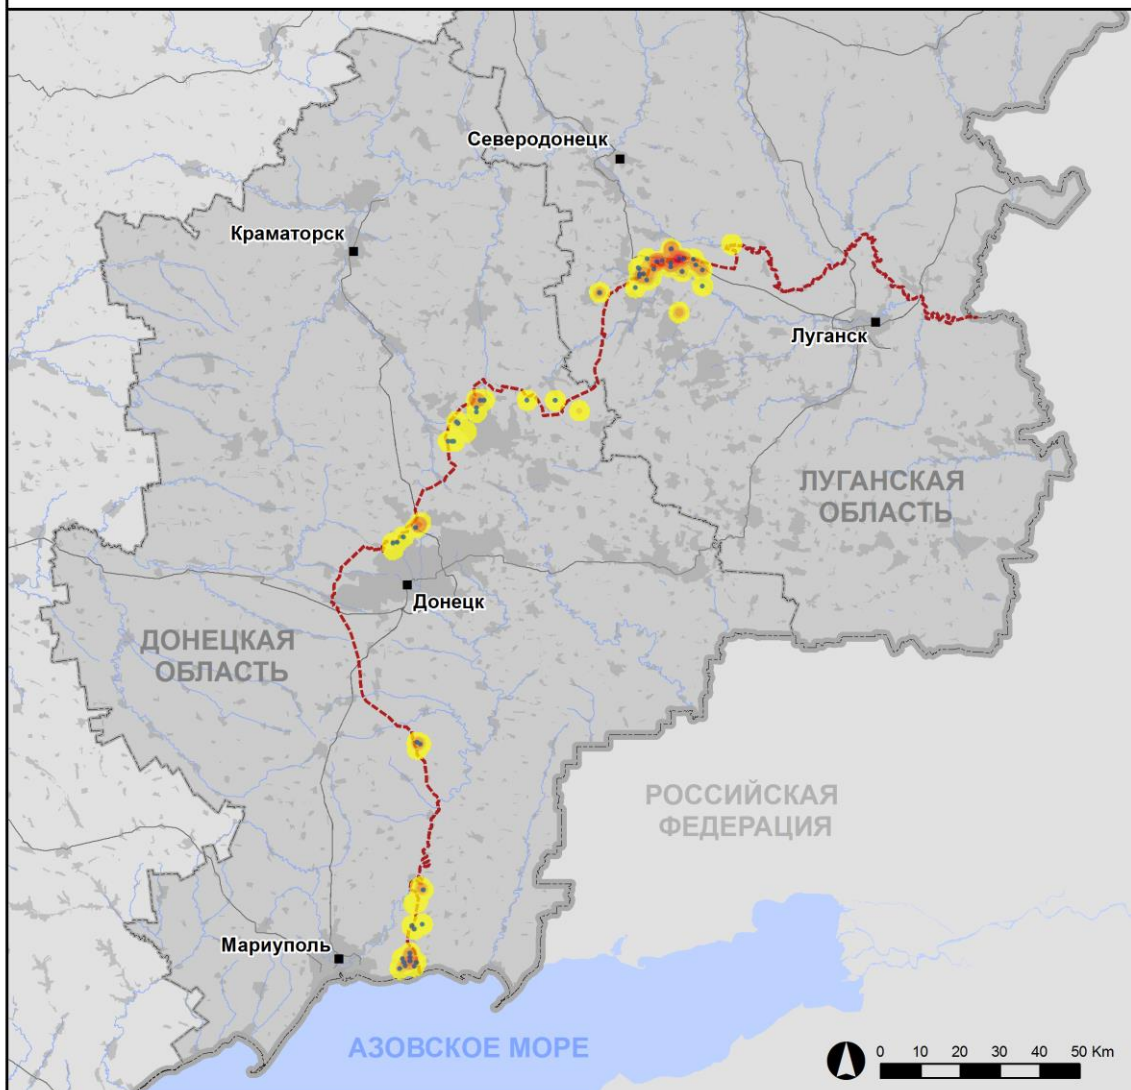 Северодонецк
Краматорск
Луганск
ЛУГАНСКАЯ
ОБЛАСТЬ
Донецк
ДОНЕЦКАЯ
ОБЛАСТЬ
РОССИЙСКАЯ
ФЕДЕРАЦИЯ
Мариуполь
АЗОВСКОЕ МОРЕ
0 10 20 30 40 50 Km